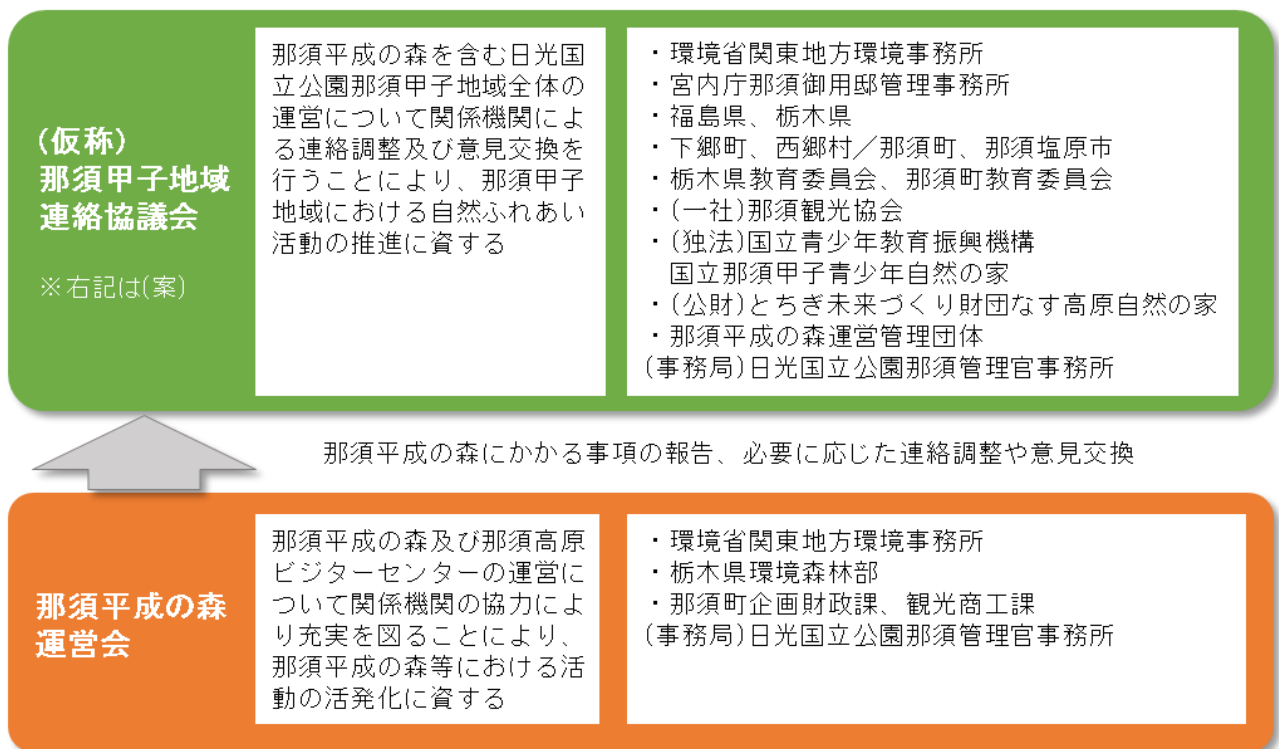 (仮称)
那須甲子地域
連絡協議会
※右記は(案)
那須平成の森を含む日光国
立公園那須甲子地域全体の
運営について関係機関によ
る連絡調整及び意見交換を
行うことにより、那須甲子
地域における自然ふれあい
活動の推進に資する
・環境省関東地方環境事務所
・宮内庁那須御用邸管理事務所
・福島県、栃木県
・下郷町、西郷村／那須町、那須塩原市
・栃木県教育委員会、那須町教育委員会
・(一社)那須観光協会
・(独法)国立青少年教育振興機構
国立那須甲子青少年自然の家
・(公財)とちぎ未来づくり財団なす高原自然の家
・那須平成の森運営管理団体
(事務局)日光国立公園那須管理官事務所
那須平成の森にかかる事項の報告、必要に応じた連絡調整や意見交換
那須平成の森
運営会
那須平成の森及び那須高原
ビジターセンターの運営に
ついて関係機関の協力によ
り充実を図ることにより、
那須平成の森等における活
動の活発化に資する
・環境省関東地方環境事務所
・栃木県環境森林部
・那須町企画財政課、観光商工課
(事務局)日光国立公園那須管理官事務所